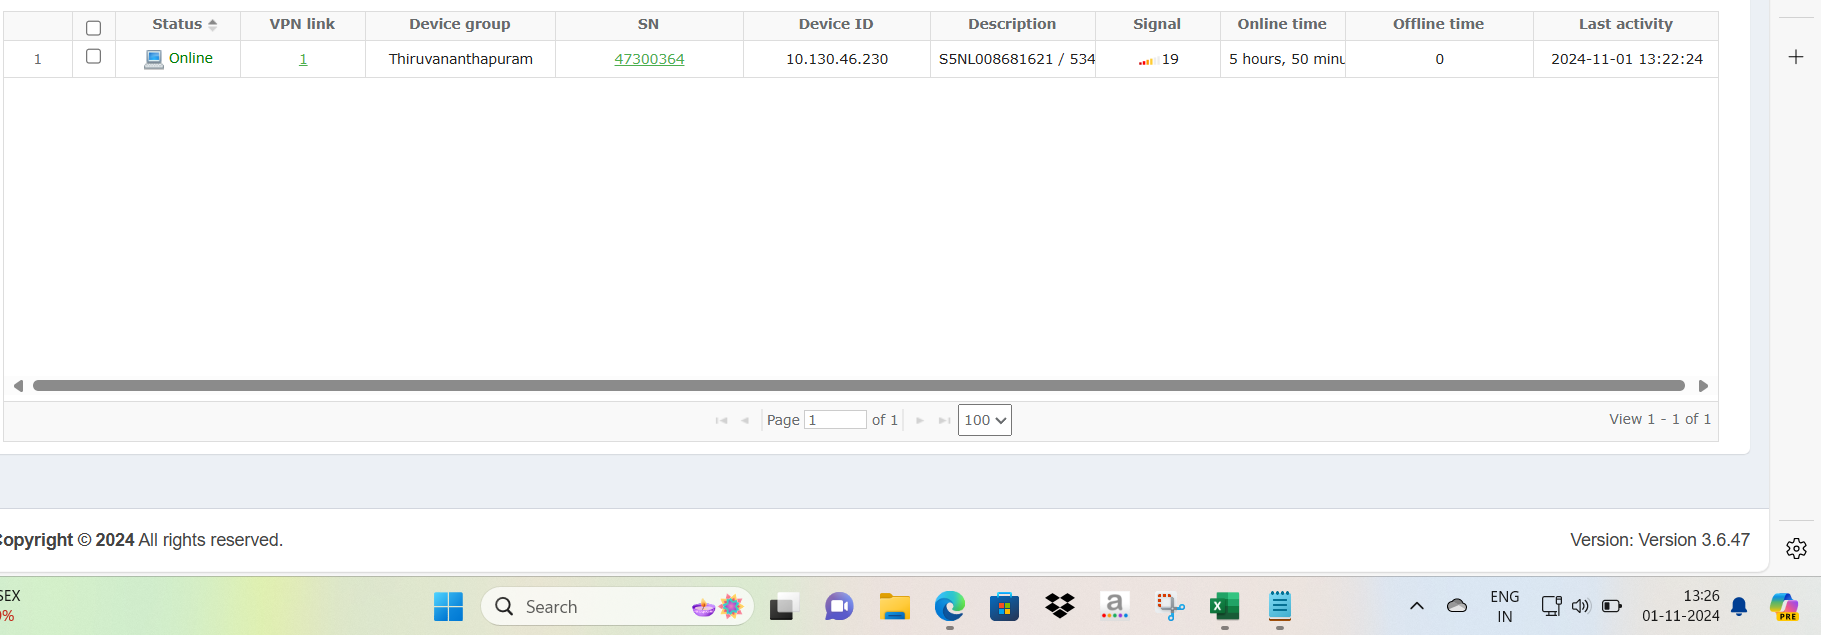 Status VPN link Device group SN Device ID Description Signal Online time Offline time Last activity
1 Online 1 Thiruvananthapuram 47300364 10.130.46.230 S5NL008681621 / 534 19 5 hours, 50 minu 0 2024-11-01 13:22:24
Page 1 of 1 100 View 1 - 1 of 1
Copyright © 2024 All rights reserved. Version: Version 3.6.47
SEX
%
Search
a
X
ENG
IN
13:26
01-11-2024
PRE